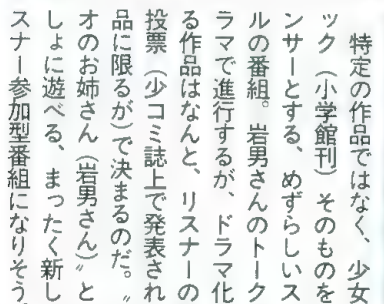 特定の作品ではなく、少女
ック（小学館刊）そのものを
ンサーとする、めずらしいス
ルの番組。岩男さんのトーク
ラマで進行するが、ドラマ化
る作品はなんと、リスナーの
投票（少コミ誌上で発表され
品に限るが）で決まるのだ。〝
オのお姉さん（岩男さん）〟と
しょに遊べる、まったく新し
スナー参加型番組になりそう。